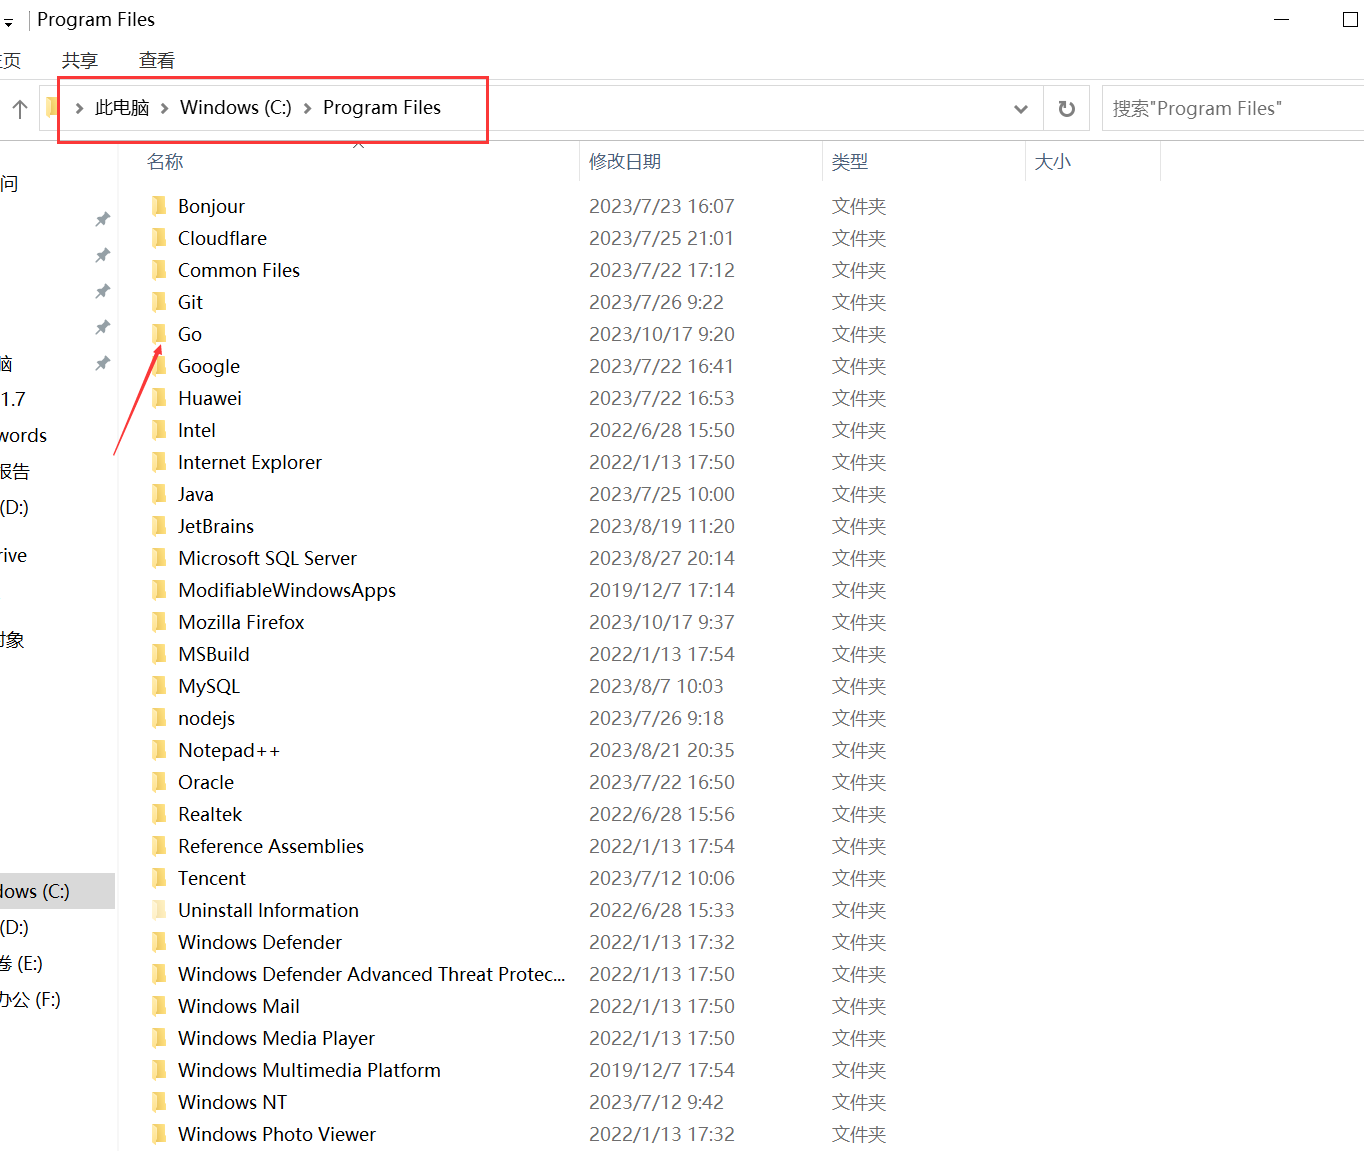 Program Files
主页 共享 查看
此电脑 Windows (C:) Program Files 搜索"Program Files"
名称 修改日期 类型 大小
问
脑
1.7
words
报告
(D:)
rive
对象
dows (C:)
(D:)
卷 (E:)
办公 (F:)
Bonjour 2023/7/23 16:07 文件夹
Cloudflare 2023/7/25 21:01 文件夹
Common Files 2023/7/22 17:12 文件夹
Git 2023/7/26 9:22 文件夹
Go 2023/10/17 9:20 文件夹
Google 2023/7/22 16:41 文件夹
Huawei 2023/7/22 16:53 文件夹
Intel 2022/6/28 15:50 文件夹
Internet Explorer 2022/1/13 17:50 文件夹
Java 2023/7/25 10:00 文件夹
JetBrains 2023/8/19 11:20 文件夹
Microsoft SQL Server 2023/8/27 20:14 文件夹
ModifiableWindowsApps 2019/12/7 17:14 文件夹
Mozilla Firefox 2023/10/17 9:37 文件夹
MSBuild 2022/1/13 17:54 文件夹
MySQL 2023/8/7 10:03 文件夹
nodejs 2023/7/26 9:18 文件夹
Notepad++ 2023/8/21 20:35 文件夹
Oracle 2023/7/22 16:50 文件夹
Realtek 2022/6/28 15:56 文件夹
Reference Assemblies 2022/1/13 17:54 文件夹
Tencent 2023/7/12 10:06 文件夹
Uninstall Information 2022/6/28 15:33 文件夹
Windows Defender 2022/1/13 17:32 文件夹
Windows Defender Advanced Threat Protec... 2022/1/13 17:50 文件夹
Windows Mail 2022/1/13 17:50 文件夹
Windows Media Player 2022/1/13 17:50 文件夹
Windows Multimedia Platform 2019/12/7 17:54 文件夹
Windows NT 2023/7/12 9:42 文件夹
Windows Photo Viewer 2022/1/13 17:32 文件夹